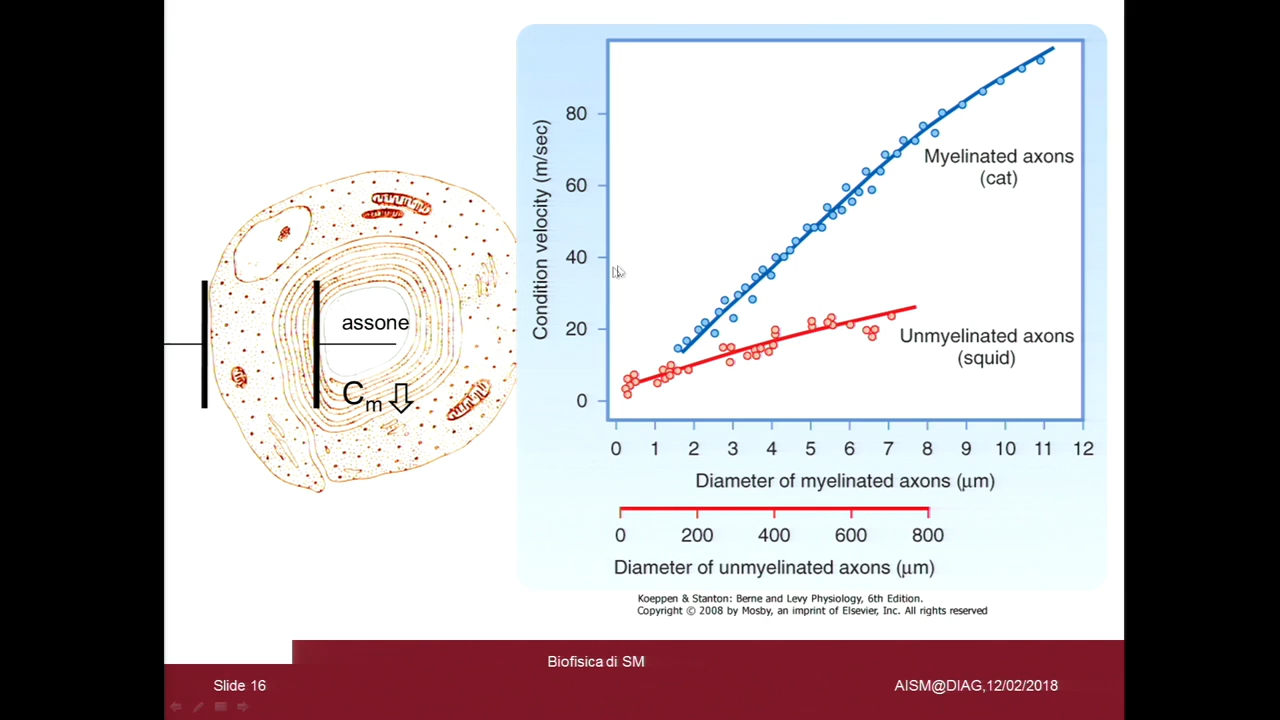 assone
Cm
Condition velocity (m/sec)
80
60
40
20
0
Myelinated axons
(cat)
Unmyelinated axons
(squid)
0 1 2 3 4 5 6 7 8 9 10 11 12
Diameter of myelinated axons (μm)
0 200 400 600 800
Diameter of unmyelinated axons (μm)
Koeppen & Stanton: Berne and Levy Physiology, 6th Edition.
Copyright © 2008 by Mosby, an imprint of Elsevier, Inc. All rights reserved
Biofisica di SM
Slide 16
AISM@DIAG,12/02/2018